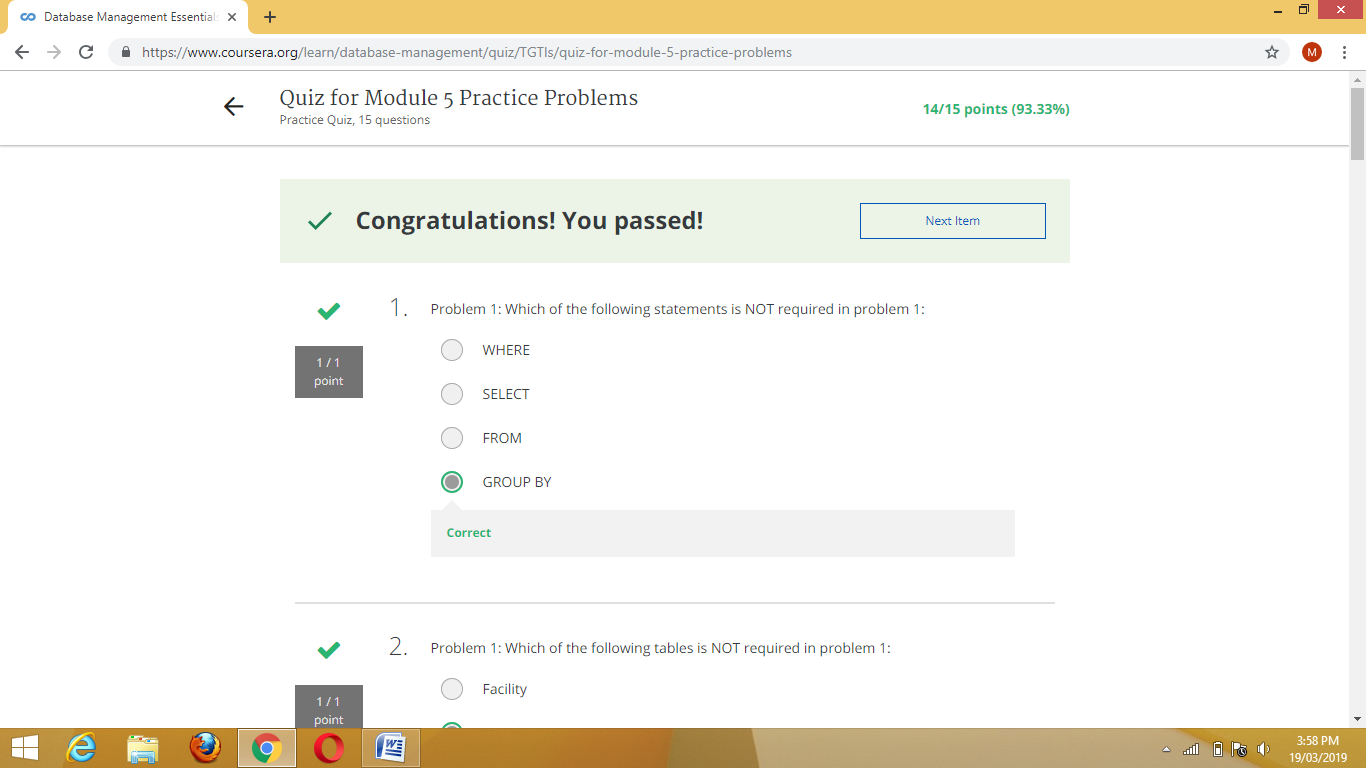 Database Management Essentials
https://www.coursera.org/learn/database-management/quiz/TGTIs/quiz-for-module-5-practice-problems
M
Quiz for Module 5 Practice Problems
Practice Quiz, 15 questions
14/15 points (93.33%)
Congratulations! You passed!
Next Item
1.
Problem 1: Which of the following statements is NOT required in problem 1:
1 / 1
point
WHERE
SELECT
FROM
GROUP BY
Correct
2.
Problem 1: Which of the following tables is NOT required in problem 1:
1 / 1
point
Facility
3:58 PM
19/03/2019